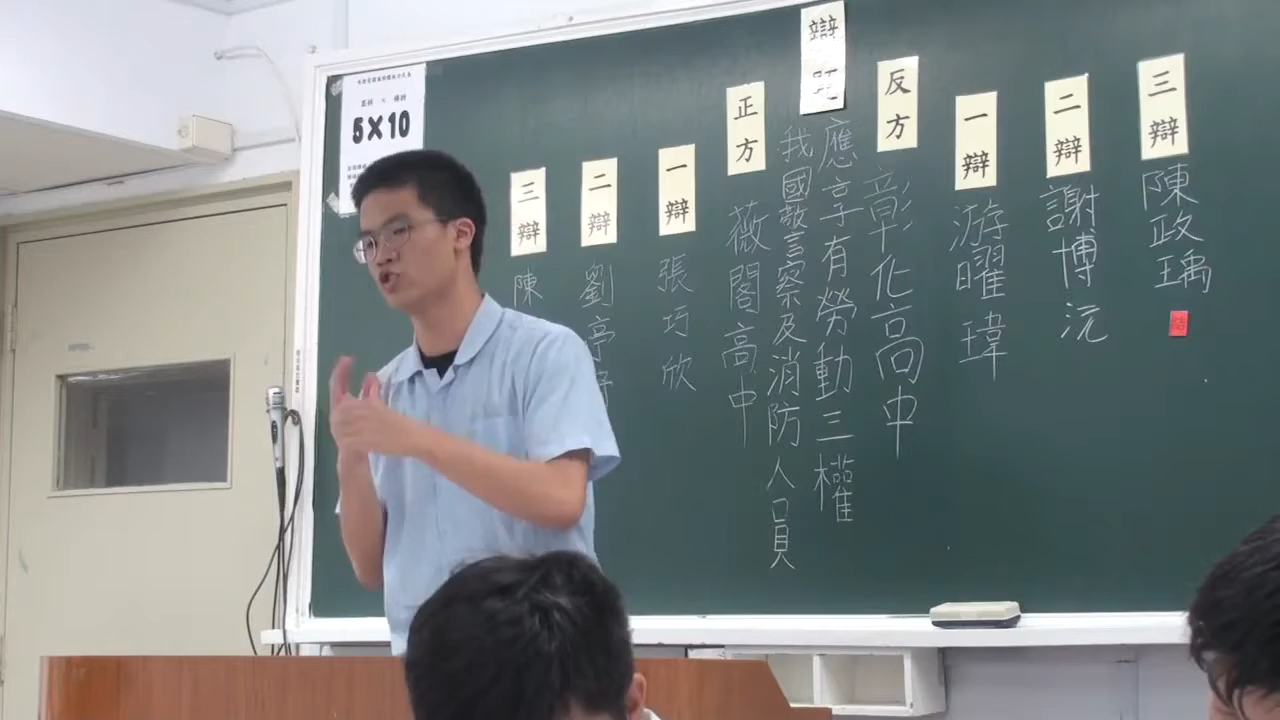 5×10
辯題
我國警察及消防人員
應享有勞動三權
正方
薇閣高中
一辯
張巧欣
二辯
劉亭
三辯
陳
反方
彰化高中
一辯
游曜瑋
二辯
謝博沅
三辯
陳政瑀
結